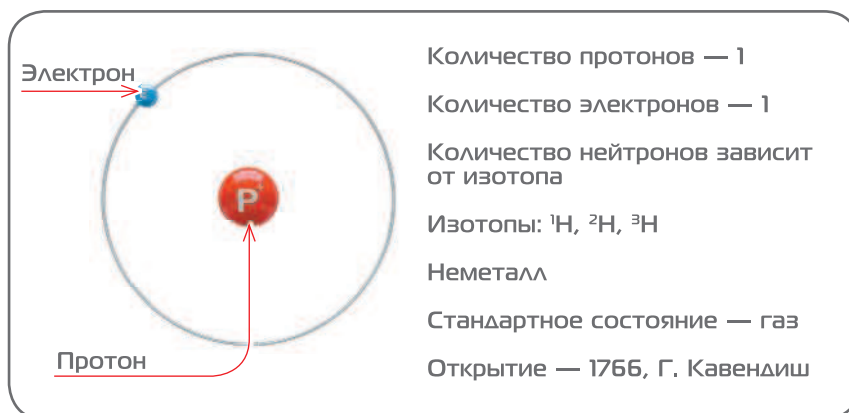 Электрон
Протон
P⁺
Количество протонов — 1
Количество электронов — 1
Количество нейтронов зависит
от изотопа
Изотопы: ¹H, ²H, ³H
Неметалл
Стандартное состояние — газ
Открытие — 1766, Г. Кавендиш